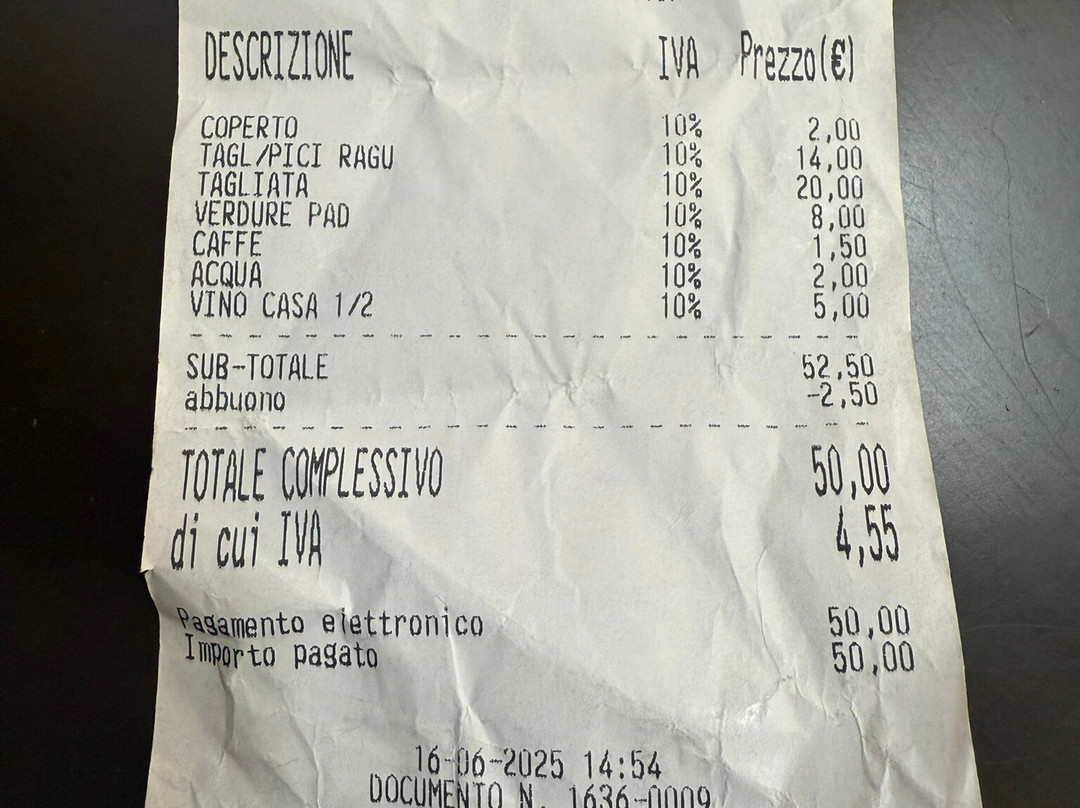 DESCRIZIONE IVA Prezzo(€)
COPERTO 10% 2,00
TAGL/PICI RAGU 10% 14,00
TAGLIATA 10% 20,00
VERDURE PAD 10% 8,00
CAFFE 10% 1,50
ACQUA 10% 2,00
VINO CASA 1/2 10% 5,00
SUB-TOTALE 52,50
abbuono -2,50
TOTALE COMPLESSIVO 50,00
di cui IVA 4,55
Pagamento elettronico 50,00
Importo pagato 50,00
16-06-2025 14:54
DOCUMENTO N. 1636-0009